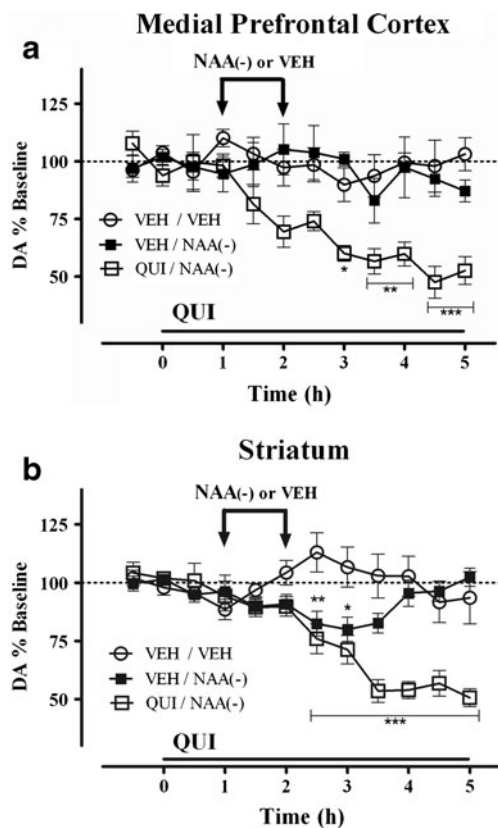 Medial Prefrontal Cortex
a
NAA(-) or VEH
DA % Baseline
125
100
75
50
VEH / VEH
VEH / NAA(-)
QUI / NAA(-)
*
**
***
QUI
0 1 2 3 4 5
Time (h)
Striatum
b
NAA(-) or VEH
DA % Baseline
125
100
75
50
** *
VEH / VEH
VEH / NAA(-)
QUI / NAA(-)
***
QUI
0 1 2 3 4 5
Time (h)